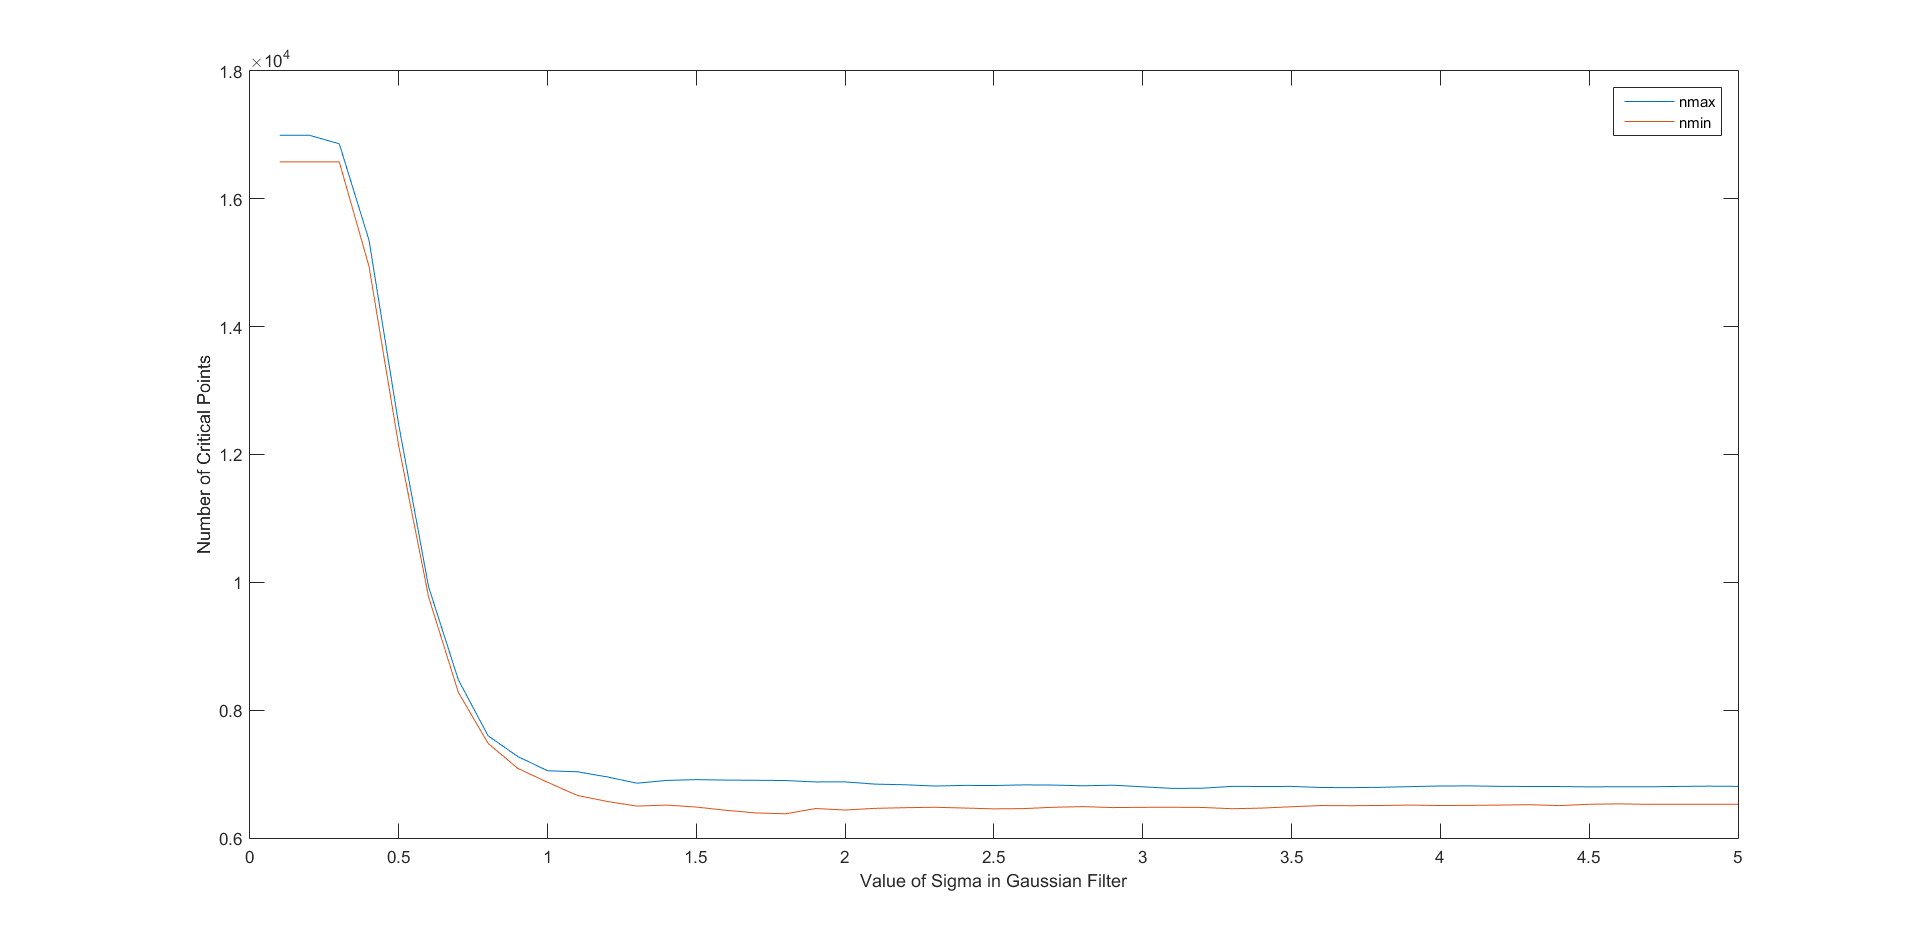 ×10⁴
1.8
1.6
1.4
1.2
1
0.8
0.6
Number of Critical Points
nmax
nmin
0 0.5 1 1.5 2 2.5 3 3.5 4 4.5 5
Value of Sigma in Gaussian Filter